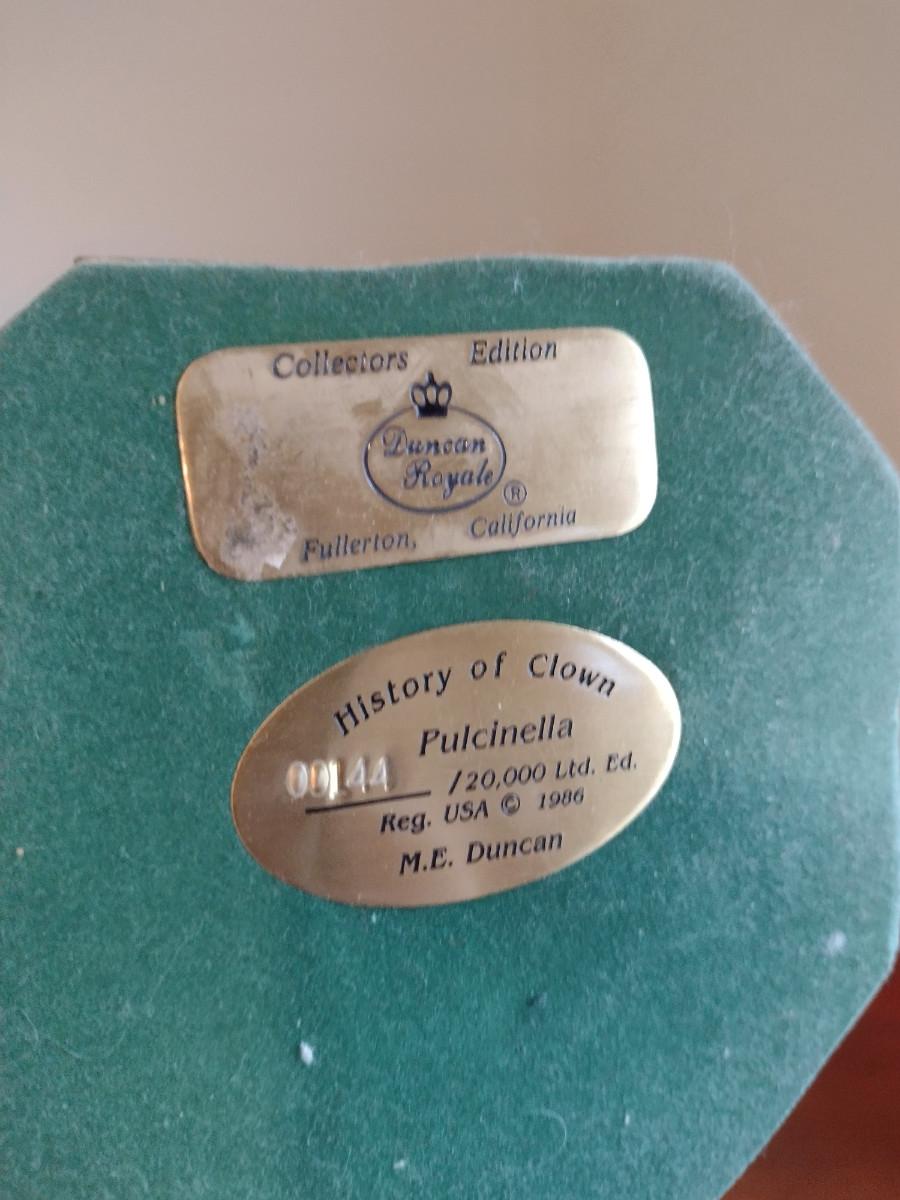 Collectors Edition
Duncan
Royale ®
Fullerton, California
History of Clown
Pulcinella
00144 /20,000 Ltd. Ed.
Reg. USA © 1986
M.E. Duncan